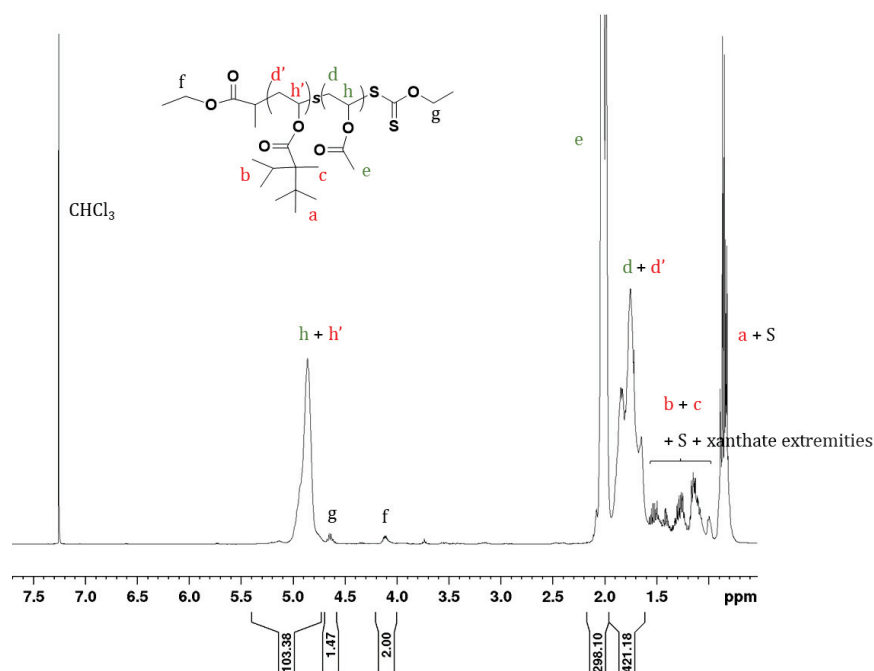 f
O
O
d'
h'
s
d
h
S
O
S
g
O
O
b
c
a
O
O
e
e
CHCl₃
d + d'
h + h'
a + S
b + c
+ S + xanthate extremities
g
f
7.5 7.0 6.5 6.0 5.5 5.0 4.5 4.0 3.5 3.0 2.5 2.0 1.5 ppm
103.38
1.47
2.00
298.10
421.18